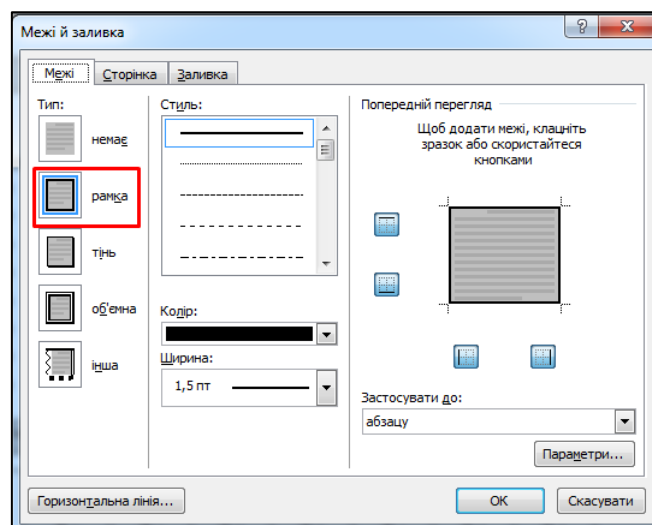 Межі й заливка
Межі Сторінка Заливка
Тип:
немає
рамка
тінь
об'ємна
інша
Стиль:
Колір:
Ширина:
1,5 пт
Попередній перегляд
Щоб додати межі, клацніть
зразок або скористайтеся
кнопками
Застосувати до:
абзацу
Параметри...
Горизонтальна лінія...
ОК
Скасувати